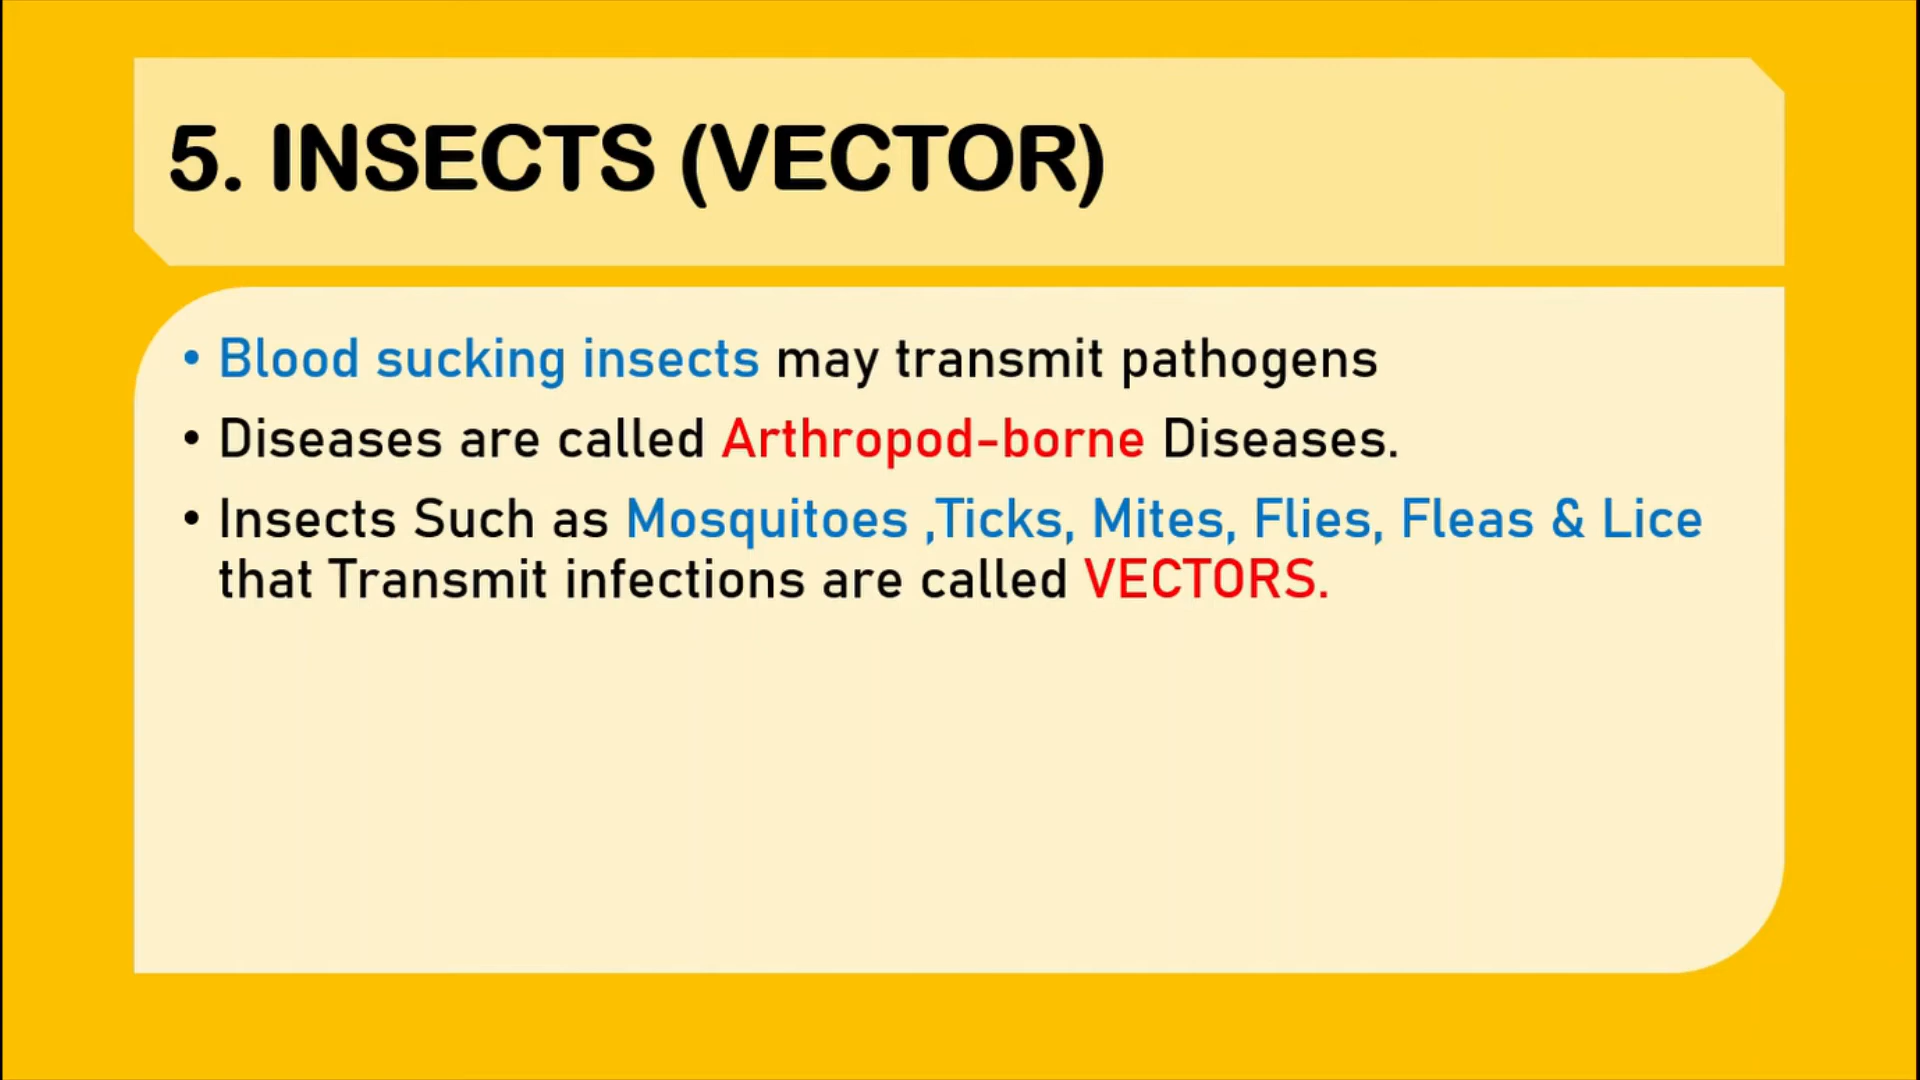 5. INSECTS (VECTOR)
• Blood sucking insects may transmit pathogens
• Diseases are called Arthropod-borne Diseases.
• Insects Such as Mosquitoes ,Ticks, Mites, Flies, Fleas & Lice
that Transmit infections are called VECTORS.